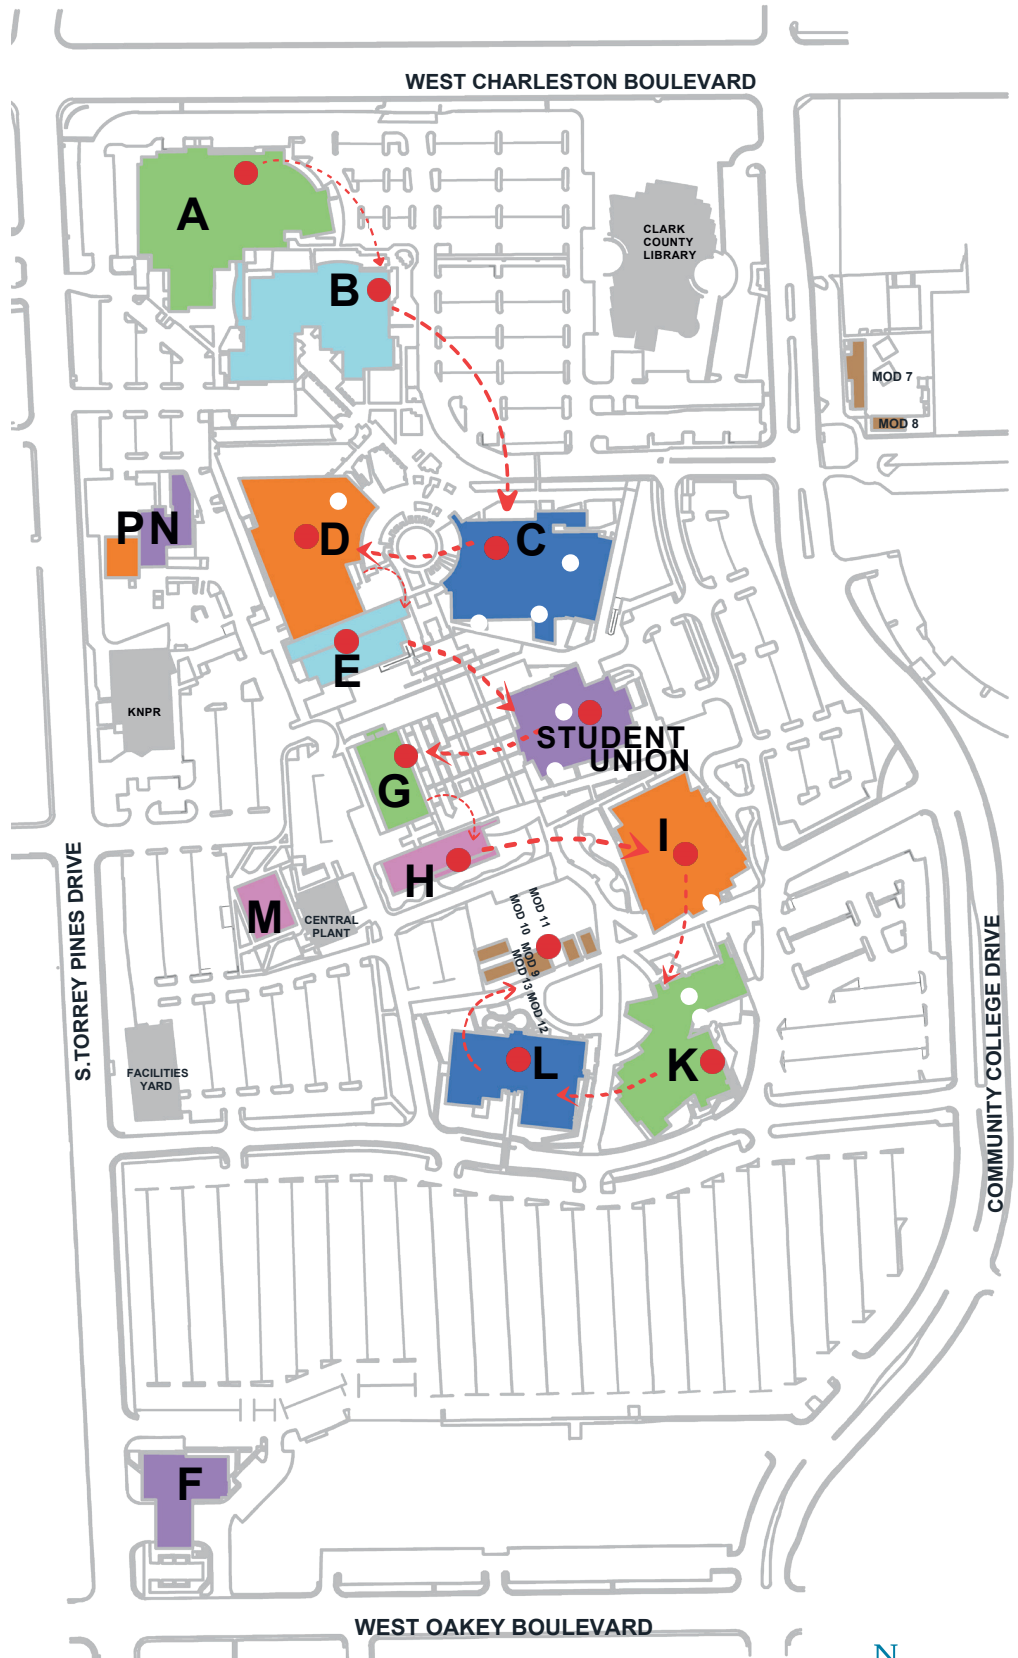 WEST CHARLESTON BOULEVARD
A
CLARK
COUNTY
LIBRARY
B
MOD 7
MOD 8
P N
D
C
E
KNPR
STUDENT
UNION
G
I
H
M
CENTRAL
PLANT
MOD 11
MOD 10
MOD 9
MOD 13
MOD 12
S.TORREY PINES DRIVE
COMMUNITY COLLEGE DRIVE
L
K
FACILITIES
YARD
F
WEST OAKEY BOULEVARD
N